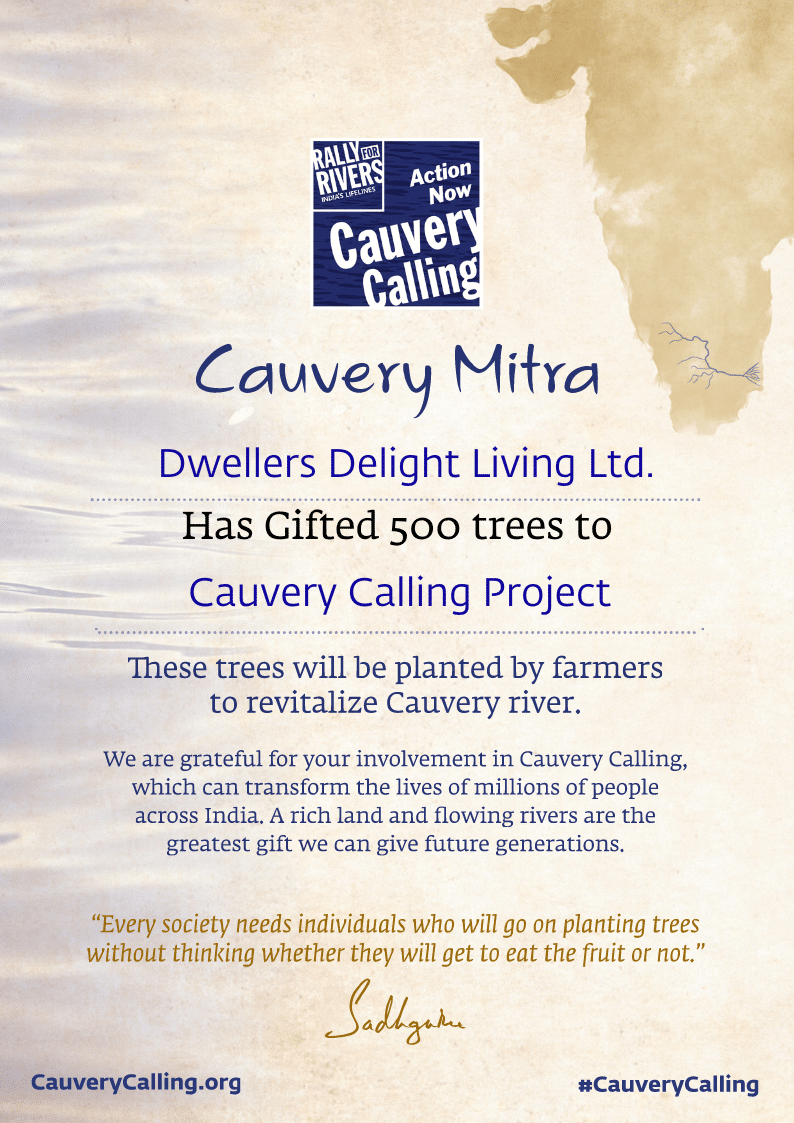 RALLY FOR
RIVERS
INDIA'S LIFELINES
Action
Now
Cauvery
Calling
Cauvery Mitra
Dwellers Delight Living Ltd.
Has Gifted 500 trees to
Cauvery Calling Project
These trees will be planted by farmers
to revitalize Cauvery river.
We are grateful for your involvement in Cauvery Calling,
which can transform the lives of millions of people
across India. A rich land and flowing rivers are the
greatest gift we can give future generations.
“Every society needs individuals who will go on planting trees
without thinking whether they will get to eat the fruit or not.”
Sadhguru
CauveryCalling.org
#CauveryCalling